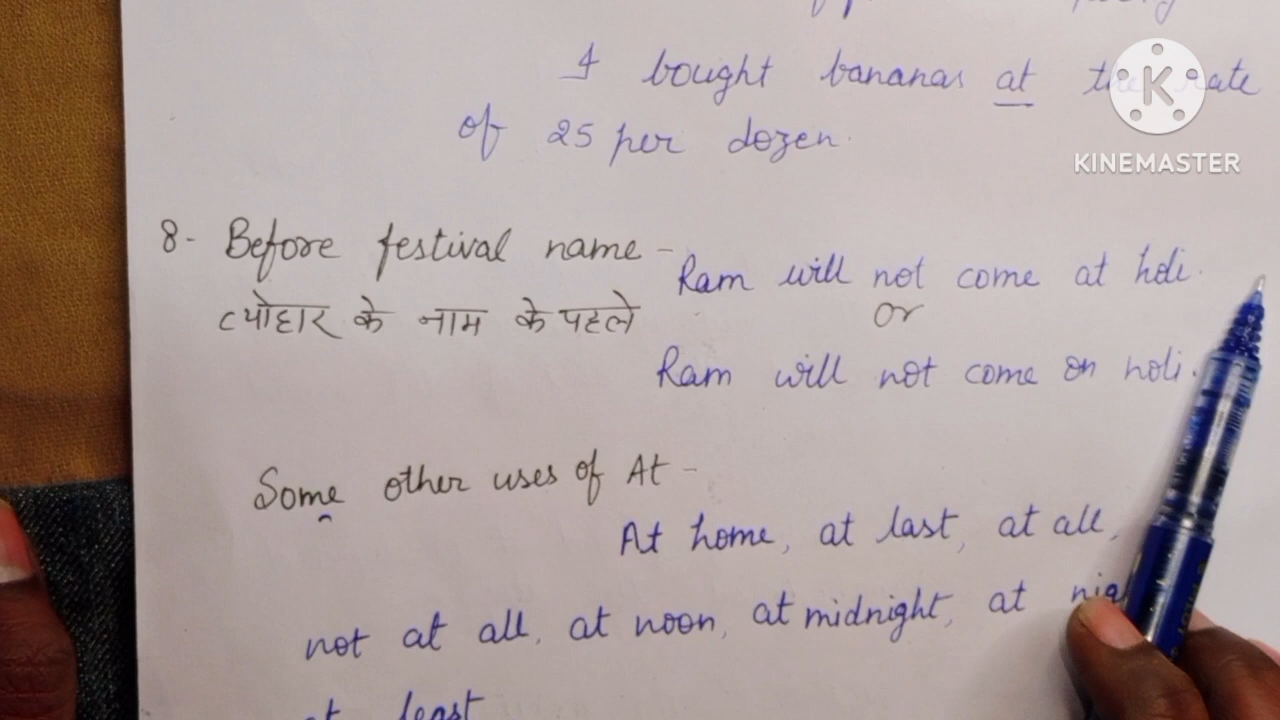 I bought bananas at the rate
of 25 per dozen.
KINEMASTER
8- Before festival name -
त्योहार के नाम के पहले
Ram will not come at holi.
or
Ram will not come on holi.
Some other uses of At -
At home, at last, at all,
not at all, at noon, at midnight, at
at least